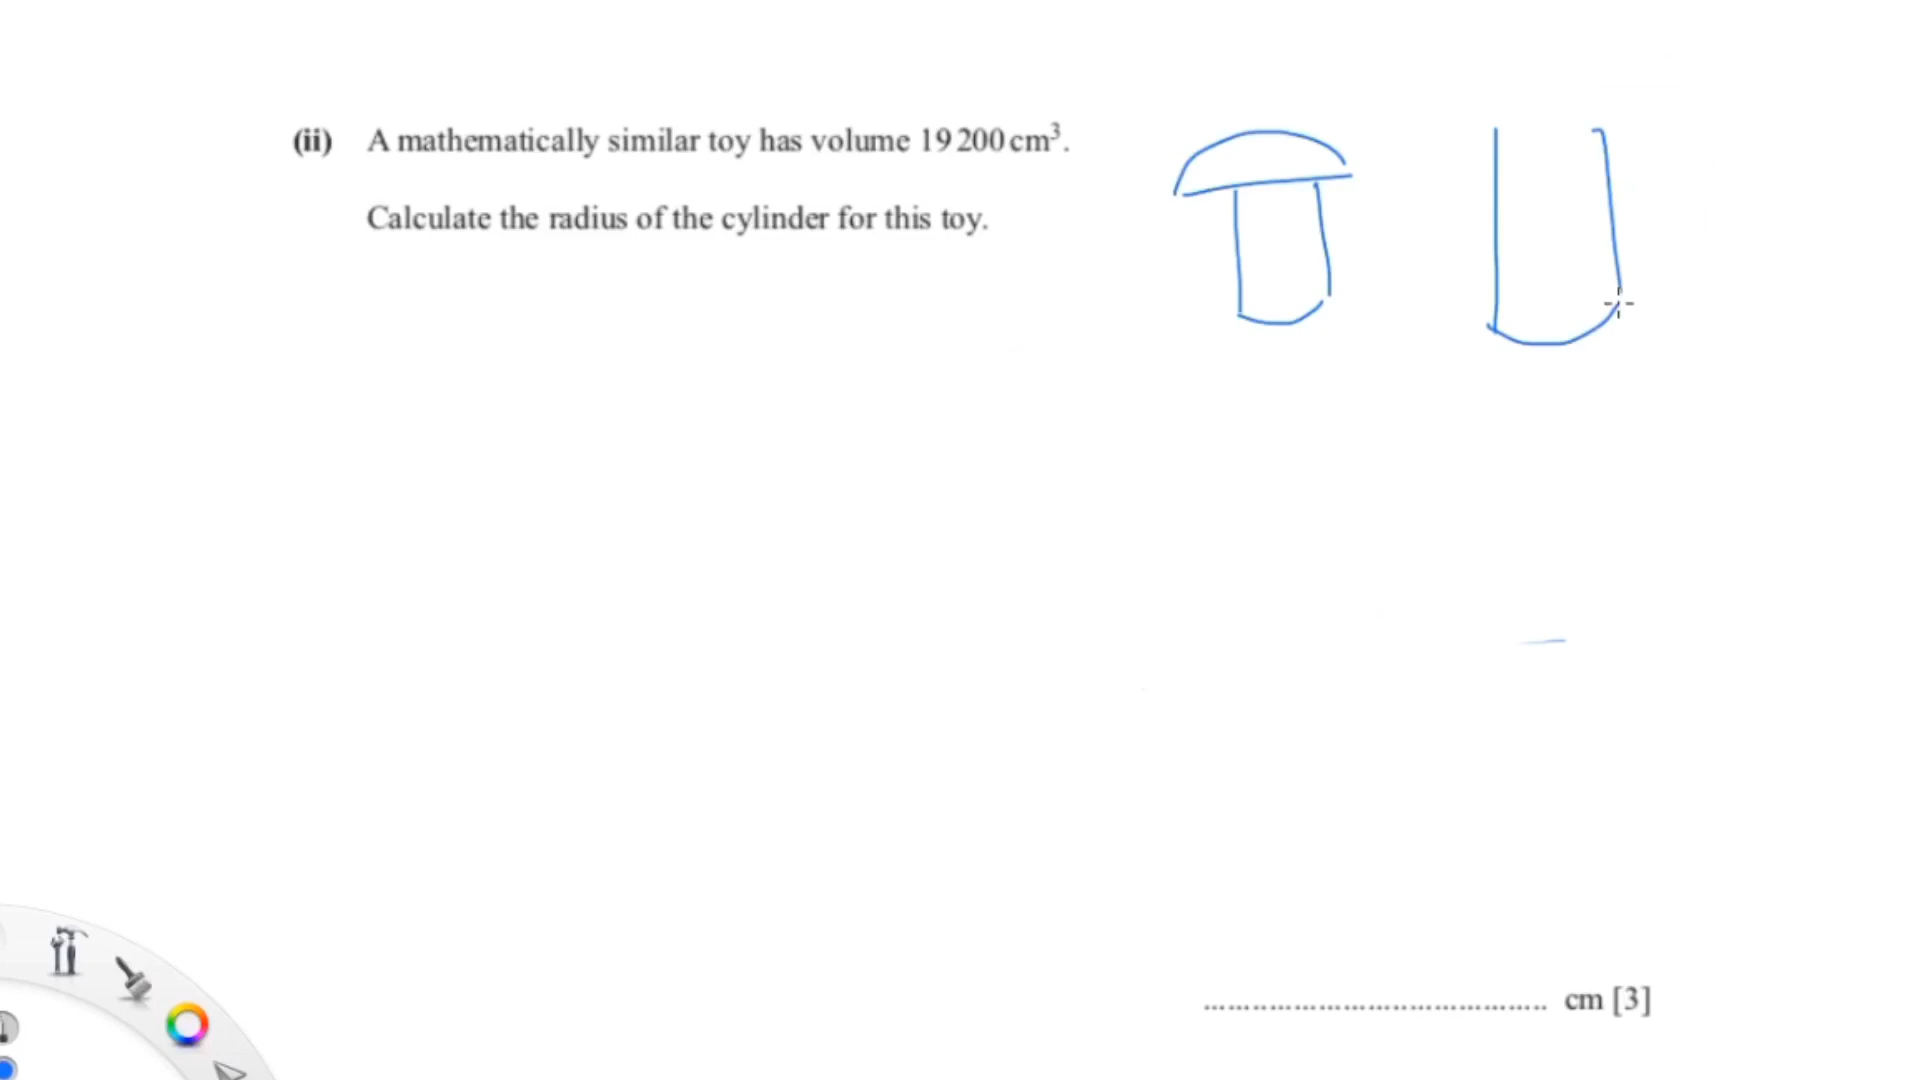 (ii) A mathematically similar toy has volume 19 200 cm³.
Calculate the radius of the cylinder for this toy.
.......................................... cm [3]